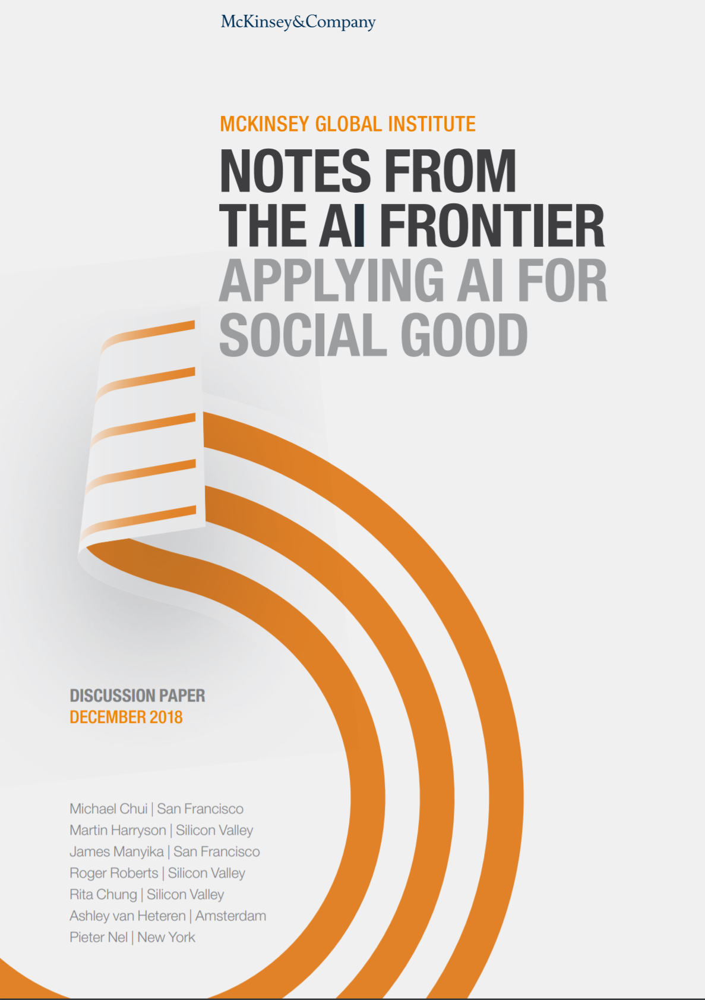 McKinsey&Company
MCKINSEY GLOBAL INSTITUTE
NOTES FROM
THE AI FRONTIER
APPLYING AI FOR
SOCIAL GOOD
DISCUSSION PAPER
DECEMBER 2018
Michael Chui | San Francisco
Martin Harryson | Silicon Valley
James Manyika | San Francisco
Roger Roberts | Silicon Valley
Rita Chung | Silicon Valley
Ashley van Heteren | Amsterdam
Pieter Nel | New York